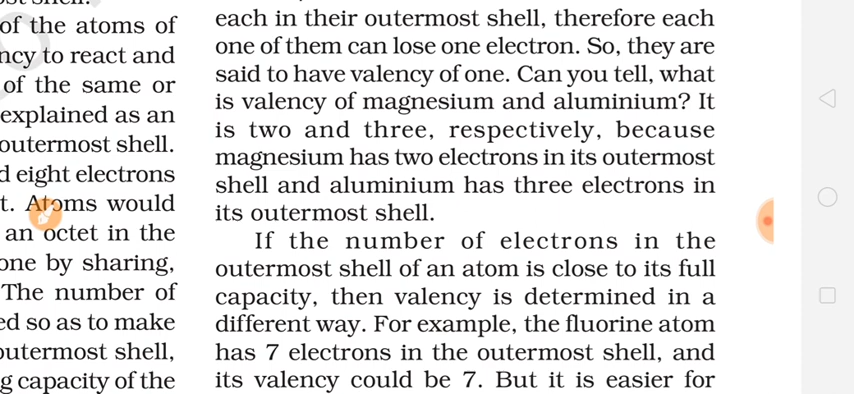 of the atoms of
ncy to react and
of the same or
explained as an
outermost shell.
d eight electrons
t. Atoms would
an octet in the
one by sharing,
The number of
ed so as to make
outermost shell,
g capacity of the
each in their outermost shell, therefore each
one of them can lose one electron. So, they are
said to have valency of one. Can you tell, what
is valency of magnesium and aluminium? It
is two and three, respectively, because
magnesium has two electrons in its outermost
shell and aluminium has three electrons in
its outermost shell.
If the number of electrons in the
outermost shell of an atom is close to its full
capacity, then valency is determined in a
different way. For example, the fluorine atom
has 7 electrons in the outermost shell, and
its valency could be 7. But it is easier for